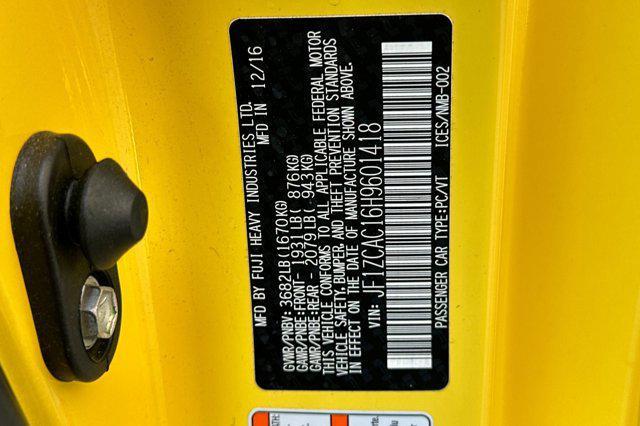 MFD BY FUJI HEAVY INDUSTRIES LTD.
MFD IN 12/16
GVWR/PNBV: 3682LB(1670KG)
GAWR/PNBE:FRONT- 1931LB( 876KG)
GAWR/PNBE:REAR - 2079LB( 943KG)
THIS VEHICLE CONFORMS TO ALL APPLICABLE FEDERAL MOTOR
VEHICLE SAFETY, BUMPER, AND THEFT PREVENTION STANDARDS
IN EFFECT ON THE DATE OF MANUFACTURE SHOWN ABOVE.
VIN: JF1ZCAC16H9601418
PASSENGER CAR TYPE:PC/VT ICES/NMB-002